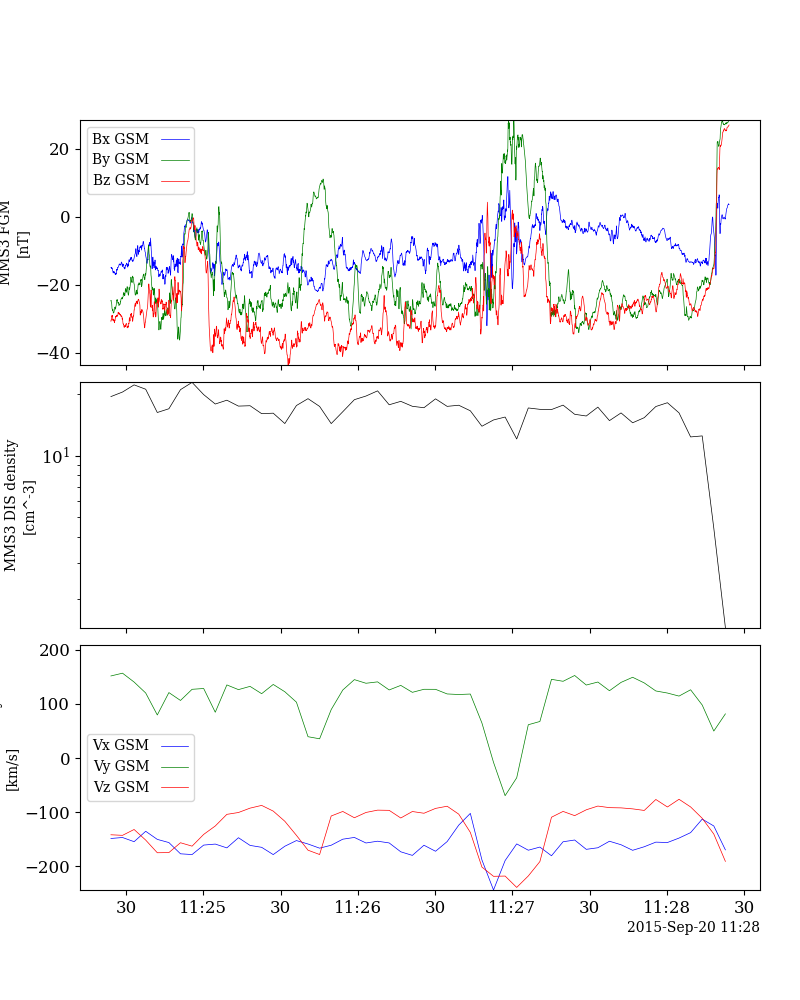 Bx GSM
By GSM
Bz GSM
20
0
−20
−40
MMS3 FGM
[nT]
10¹
MMS3 DIS density
[cm^-3]
200
100
0
−100
−200
[km/s]
Vx GSM
Vy GSM
Vz GSM
30 11:25 30 11:26 30 11:27 30 11:28 30
2015-Sep-20 11:28